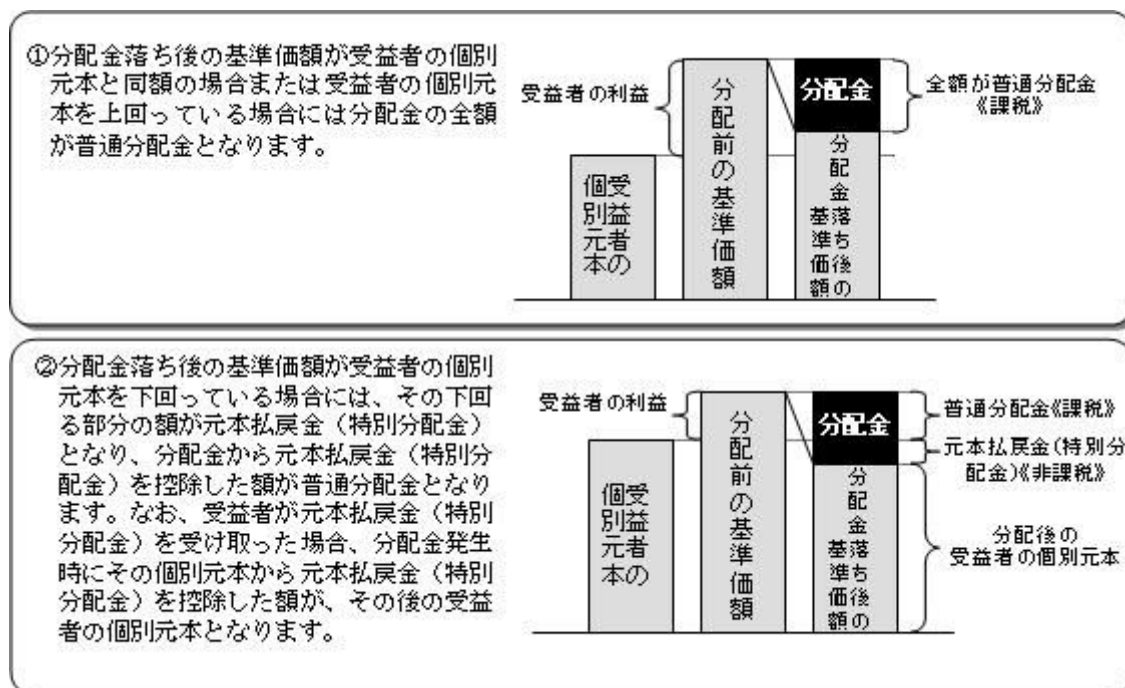 ①分配金落ち後の基準価額が受益者の個別
元本と同額の場合または受益者の個別元
本を上回っている場合には分配金の全額
が普通分配金となります。
受益者の利益
受益者の
個別元本
分配前の基準価額
分配金
分配金落ち後の
基準価額
全額が普通分配金
《課税》
②分配金落ち後の基準価額が受益者の個別
元本を下回っている場合には、その下回
る部分の額が元本払戻金（特別分配金）
となり、分配金から元本払戻金（特別分
配金）を控除した額が普通分配金となり
ます。なお、受益者が元本払戻金（特別
分配金）を受け取った場合、分配金発生
時にその個別元本から元本払戻金（特別
分配金）を控除した額が、その後の受益
者の個別元本となります。
受益者の利益
受益者の
個別元本
分配前の基準価額
分配金
分配金落ち後の
基準価額
普通分配金《課税》
元本払戻金(特別分
配金)《非課税》
分配後の
受益者の個別元本